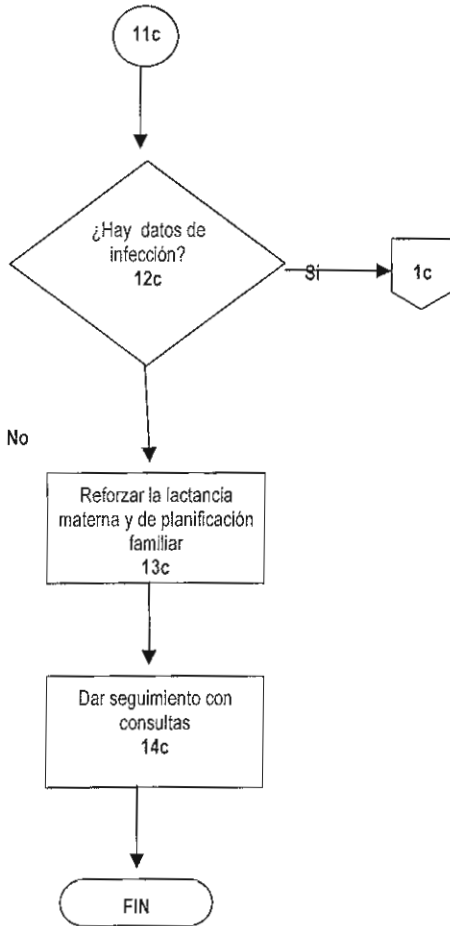 11c
¿Hay datos de
infección?
12c
Sí
1c
No
Reforzar la lactancia
materna y de planificación
familiar
13c
Dar seguimiento con
consultas
14c
FIN